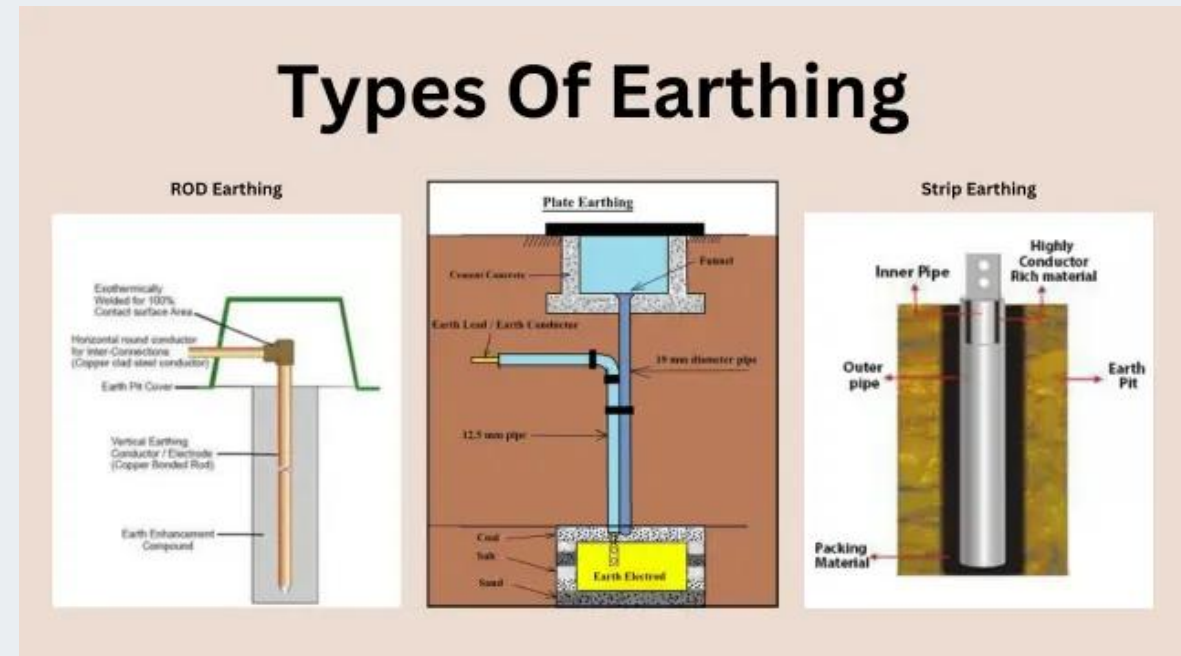 Types Of Earthing
ROD Earthing
Exothermically
Welded for 100%
Contact surface Area
Horizontal round conductor
for Inter-Connections
(Copper clad steel conductor)
Earth Pit Cover
Vertical Earthing
Conductor / Electrode
(Copper Bonded Rod)
Earth Enhancement
Compound
Plate Earthing
Cement Concrete
Funnel
Earth Lead / Earth Conductor
19 mm diameter pipe
12.5 mm pipe
Coal
Salt
Sand
Earth Electrod
Strip Earthing
Inner Pipe
Highly
Conductor
Rich material
Outer
pipe
Earth
Pit
Packing
Material